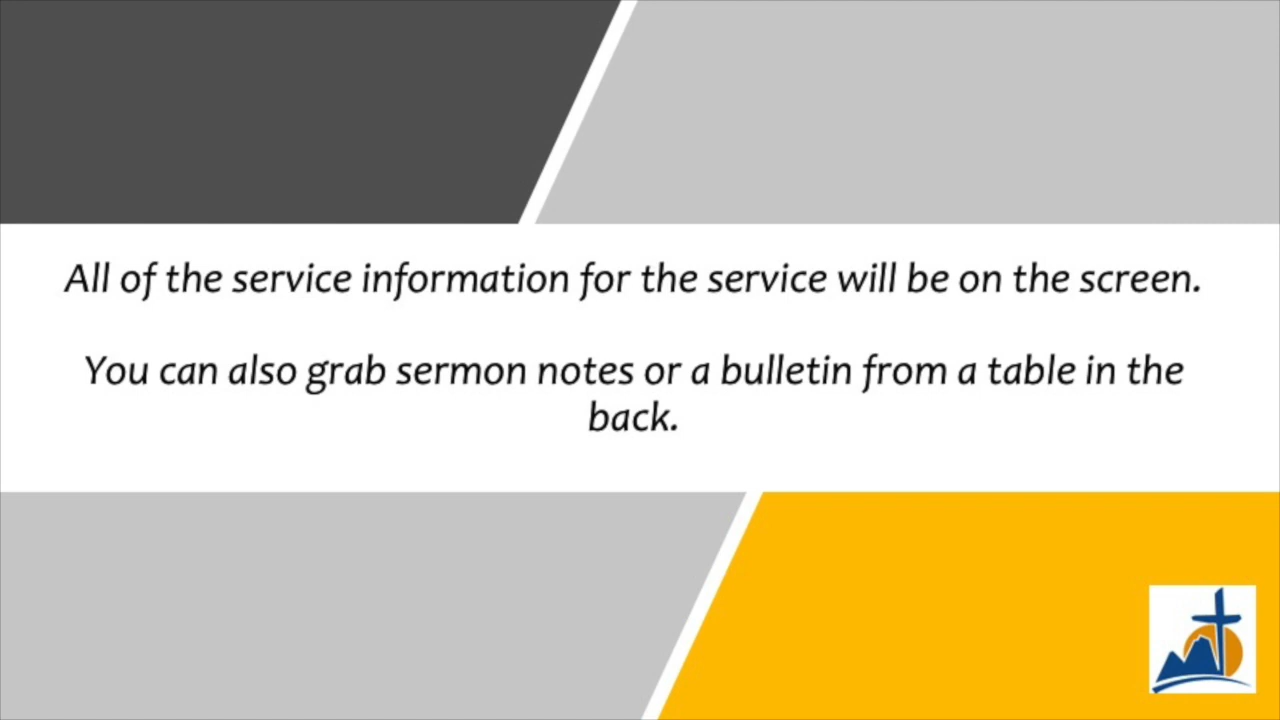 All of the service information for the service will be on the screen.
You can also grab sermon notes or a bulletin from a table in the
back.